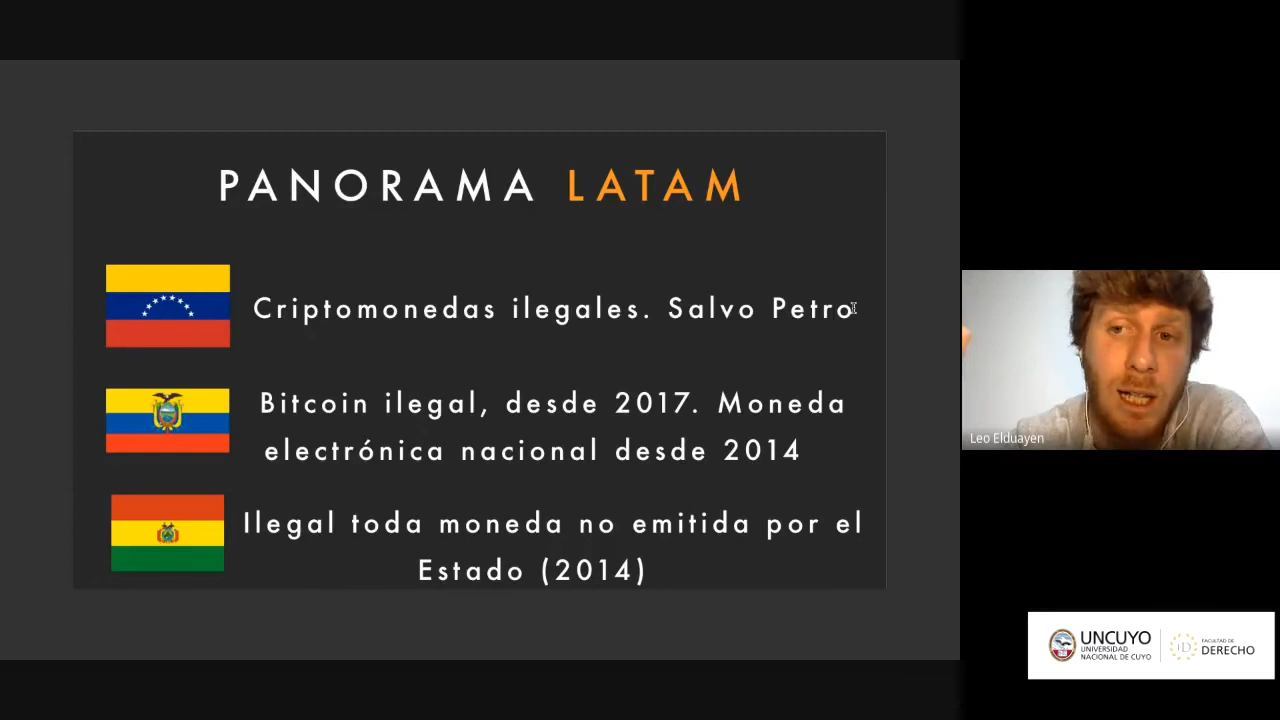 PANORAMA LATAM
Criptomonedas ilegales. Salvo Petro
Bitcoin ilegal, desde 2017. Moneda
electrónica nacional desde 2014
Ilegal toda moneda no emitida por el
Estado (2014)
Leo Elduayen
UNCUYO
UNIVERSIDAD
NACIONAL DE CUYO
FACULTAD DE
DERECHO